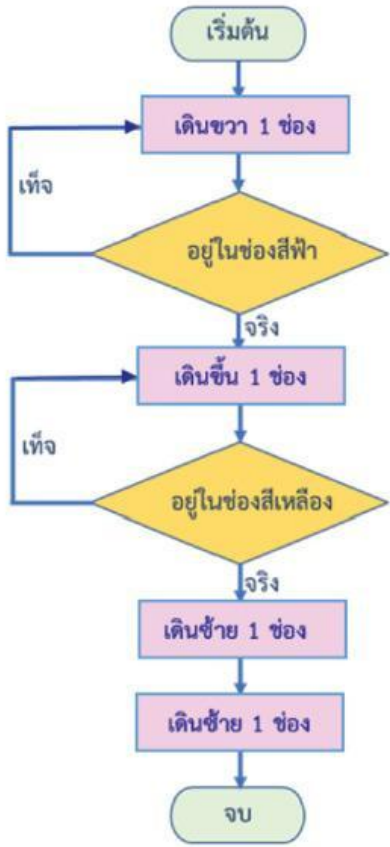 เริ่มต้น
เดินขวา 1 ช่อง
เท็จ
อยู่ในช่องสีฟ้า
จริง
เดินขึ้น 1 ช่อง
เท็จ
อยู่ในช่องสีเหลือง
จริง
เดินซ้าย 1 ช่อง
เดินซ้าย 1 ช่อง
จบ